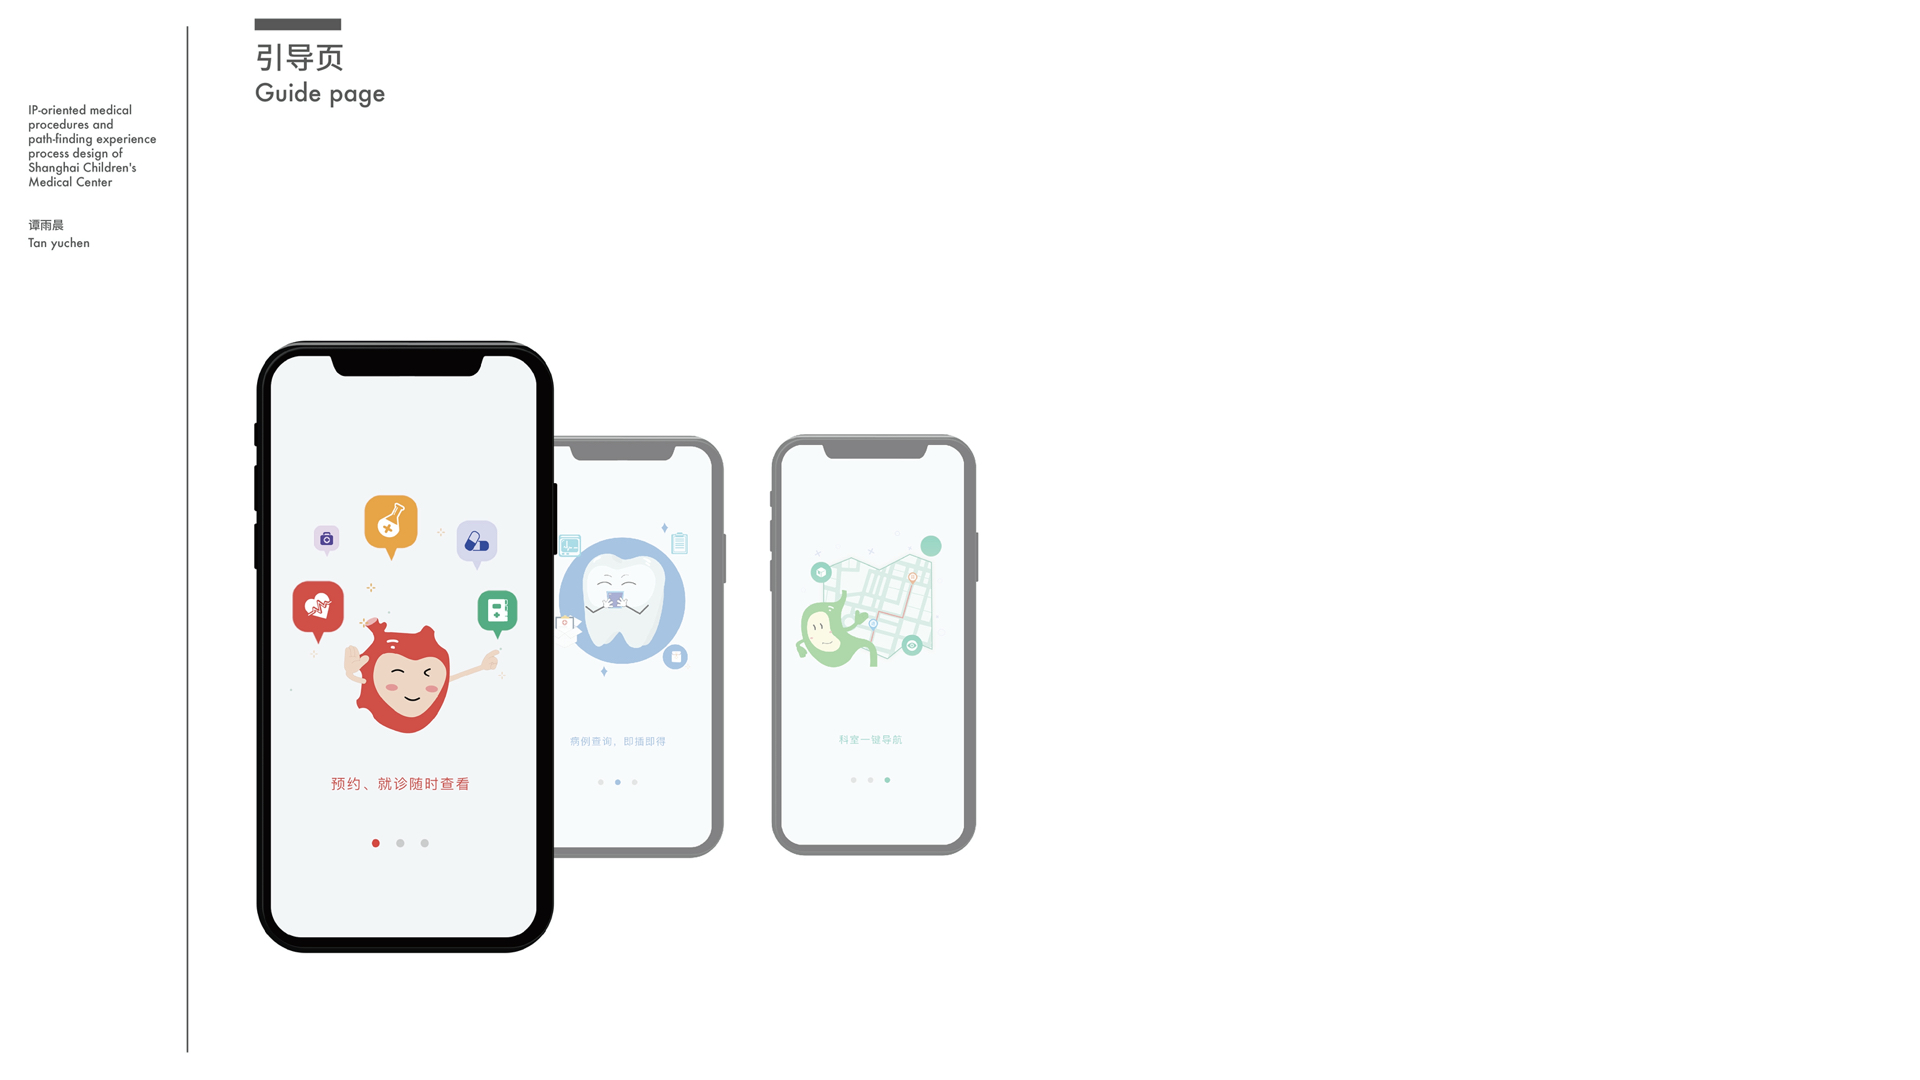 引导页
Guide page
IP-oriented medical
procedures and
path-finding experience
process design of
Shanghai Children's
Medical Center
谭雨晨
Tan yuchen
预约、就诊随时查看
病例查询，即插即得
科室一键导航